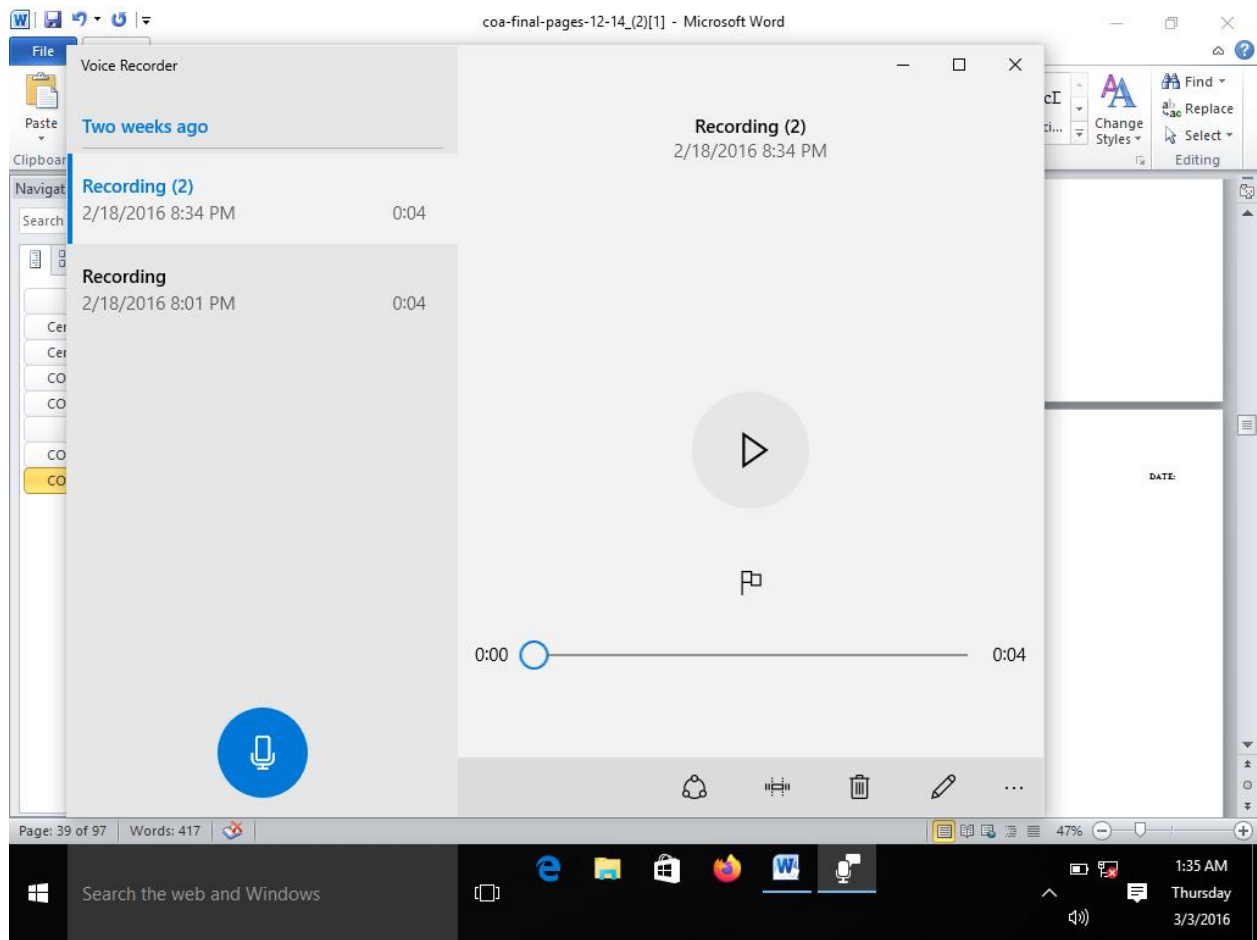 coa-final-pages-12-14_(2)[1] - Microsoft Word
File
Voice Recorder
Paste
Clipboar
Two weeks ago
Recording (2)
2/18/2016 8:34 PM 0:04
Recording
2/18/2016 8:01 PM 0:04
Recording (2)
2/18/2016 8:34 PM
0:00 0:04
Change
Styles
Find
Replace
Select
Editing
Navigat
Search
Cer
Cer
CO
CO
CO
CO
DATE:
Page: 39 of 97 Words: 417 47%
Search the web and Windows
1:35 AM
Thursday
3/3/2016